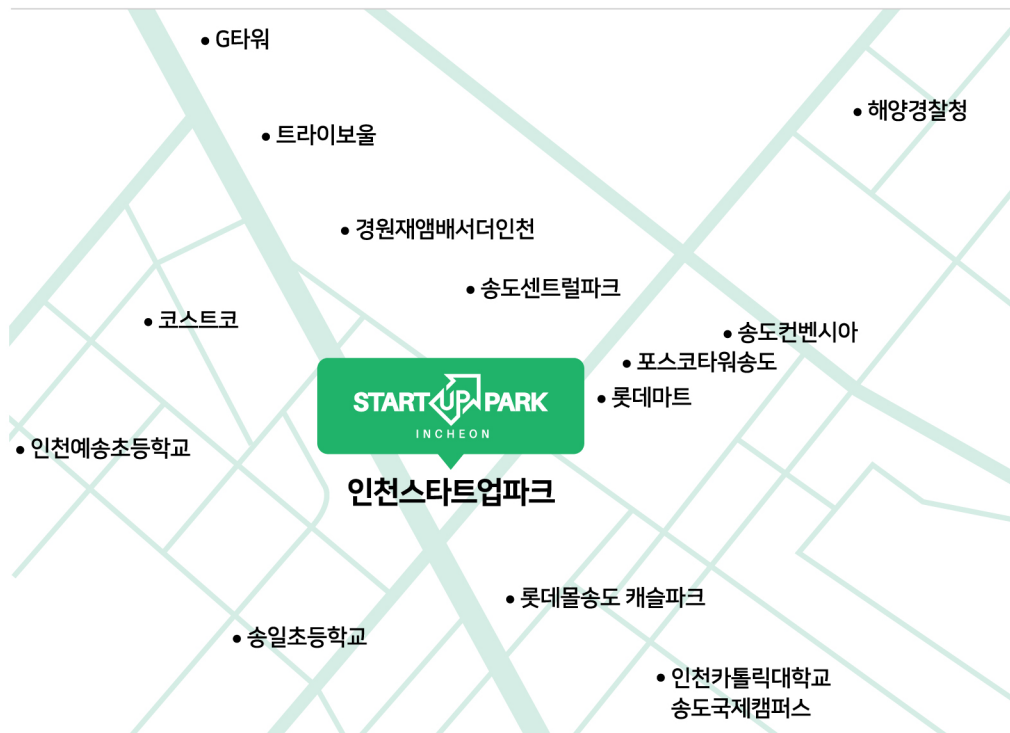 G타워
해양경찰청
트라이보울
경원재앰배서더인천
송도센트럴파크
코스트코
송도컨벤시아
포스코타워송도
START UP PARK
INCHEON
롯데마트
인천예송초등학교
인천스타트업파크
롯데몰송도 캐슬파크
송일초등학교
인천카톨릭대학교
송도국제캠퍼스